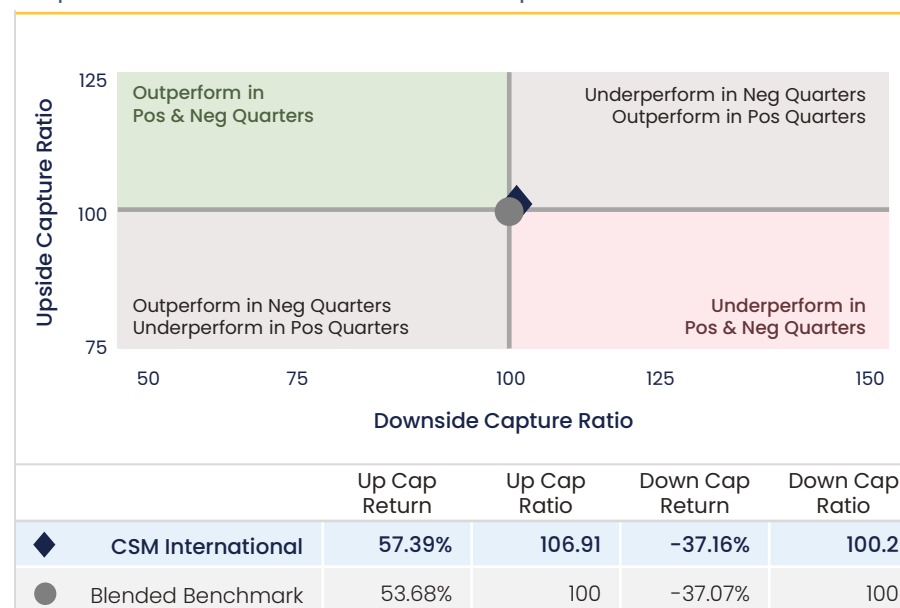 125
Outperform in
Pos & Neg Quarters
Underperform in Neg Quarters
Outperform in Pos Quarters
Upside Capture Ratio
100
Outperform in Neg Quarters
Underperform in Pos Quarters
Underperform in
Pos & Neg Quarters
75
50 75 100 125 150
Downside Capture Ratio
Up Cap Return Up Cap Ratio Down Cap Return Down Cap Ratio
CSM International 57.39% 106.91 -37.16% 100.2
Blended Benchmark 53.68% 100 -37.07% 100